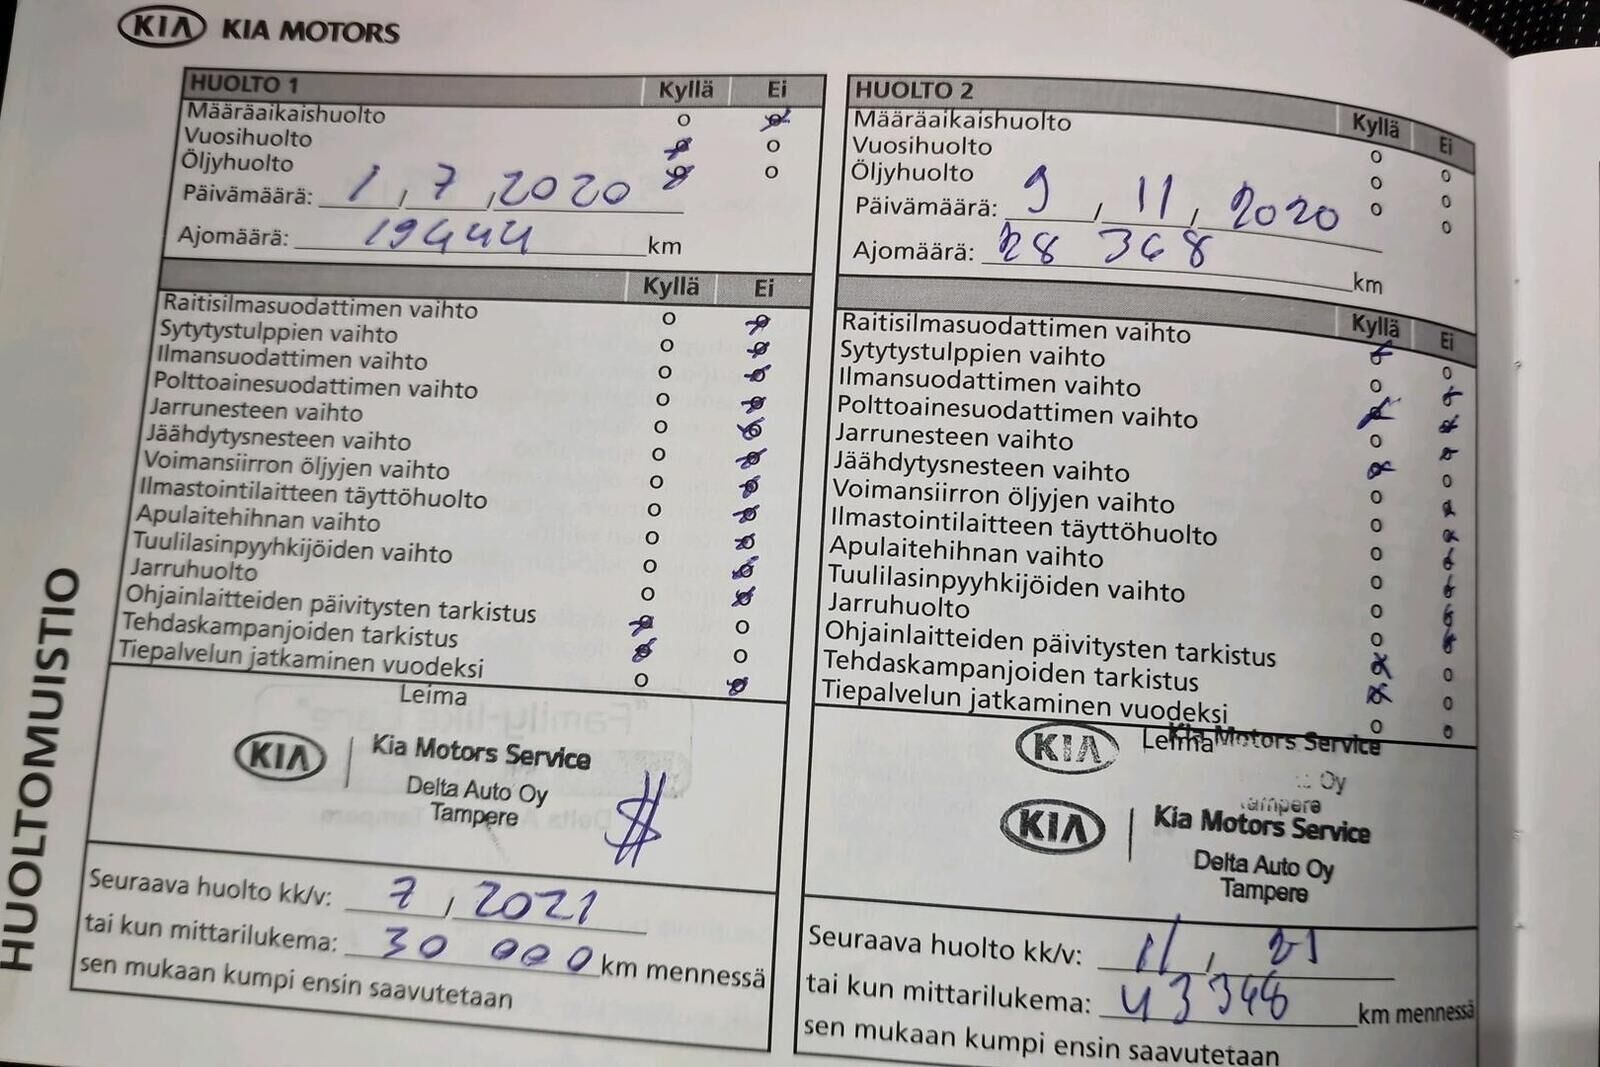 KIA KIA MOTORS
HUOLTOMUISTIO
HUOLTO 1 Kyllä Ei
Määräaikaishuolto
Vuosihuolto
Öljyhuolto
Päivämäärä: 1 , 7 , 2020
Ajomäärä: 19444 km
Kyllä Ei
Raitisilmasuodattimen vaihto
Sytytystulppien vaihto
Ilmansuodattimen vaihto
Polttoainesuodattimen vaihto
Jarrunesteen vaihto
Jäähdytysnesteen vaihto
Voimansiirron öljyjen vaihto
Ilmastointilaitteen täyttöhuolto
Apulaitehihnan vaihto
Tuulilasinpyyhkijöiden vaihto
Jarruhuolto
Ohjainlaitteiden päivitysten tarkistus
Tehdaskampanjoiden tarkistus
Tiepalvelun jatkaminen vuodeksi
Leima
KIA Kia Motors Service
Delta Auto Oy
Tampere
Seuraava huolto kk/v: 7 , 2021
tai kun mittarilukema: 30 000 km mennessä
sen mukaan kumpi ensin saavutetaan
HUOLTO 2 Kyllä Ei
Määräaikaishuolto
Vuosihuolto
Öljyhuolto
Päivämäärä: 9 , 11 , 2020
Ajomäärä: 28 368 km
Kyllä Ei
Raitisilmasuodattimen vaihto
Sytytystulppien vaihto
Ilmansuodattimen vaihto
Polttoainesuodattimen vaihto
Jarrunesteen vaihto
Jäähdytysnesteen vaihto
Voimansiirron öljyjen vaihto
Ilmastointilaitteen täyttöhuolto
Apulaitehihnan vaihto
Tuulilasinpyyhkijöiden vaihto
Jarruhuolto
Ohjainlaitteiden päivitysten tarkistus
Tehdaskampanjoiden tarkistus
Tiepalvelun jatkaminen vuodeksi
Leima
KIA Kia Motors Service
Oy
Tampere
KIA Kia Motors Service
Delta Auto Oy
Tampere
Seuraava huolto kk/v: 11 , 21
tai kun mittarilukema: 43 348 km mennessä
sen mukaan kumpi ensin saavutetaan